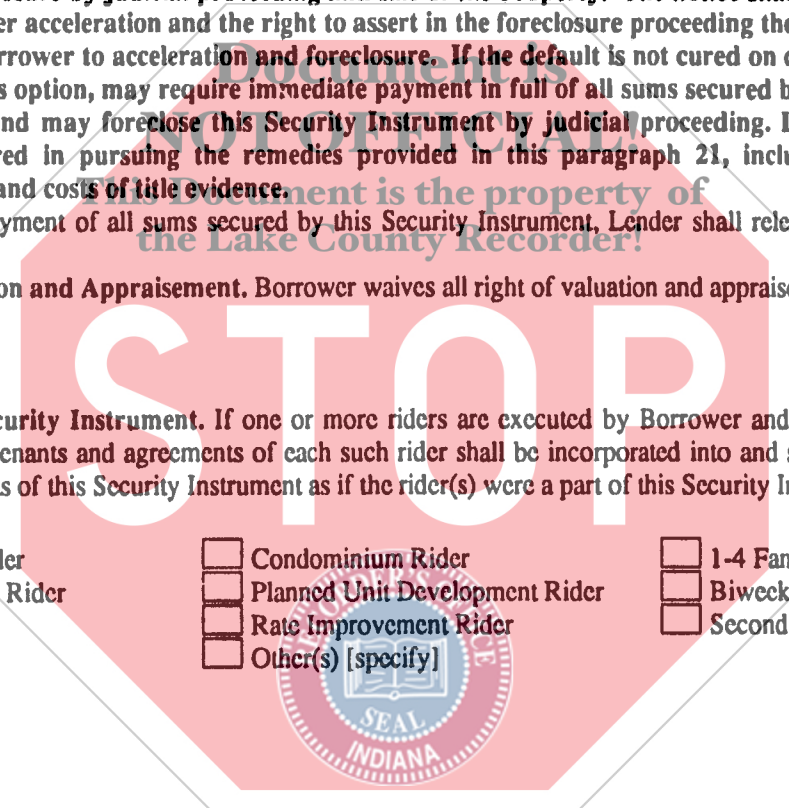 er acceleration and the right to assert in the foreclosure proceeding the
rrower to acceleration and foreclosure. If the default is not cured on o
s option, may require immediate payment in full of all sums secured b
nd may foreclose this Security Instrument by judicial proceeding. L
red in pursuing the remedies provided in this paragraph 21, inclu
and costs of title evidence.
yment of all sums secured by this Security Instrument, Lender shall rele
on and Appraisement. Borrower waives all right of valuation and appraise
curity Instrument. If one or more riders are executed by Borrower and
enants and agreements of each such rider shall be incorporated into and
s of this Security Instrument as if the rider(s) were a part of this Security In
der
Condominium Rider
1-4 Fam
Rider
Planned Unit Development Rider
Biweek
Rate Improvement Rider
Second
Other(s) [specify]
Document is
NOT OFFICIAL!
This Document is the property of
the Lake County Recorder!
STOP
RECORDER'S OFFICE
SEAL
INDIANA